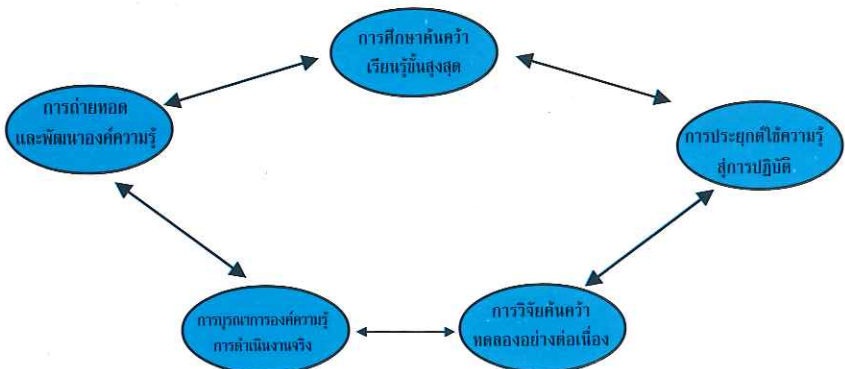 การศึกษาค้นคว้า
เรียนรู้ขั้นสูงสุด
การถ่ายทอด
และพัฒนาองค์ความรู้
การประยุกต์ใช้ความรู้
สู่การปฏิบัติ
การบูรณาการองค์ความรู้
การดำเนินงานจริง
การวิจัยค้นคว้า
ทดลองอย่างต่อเนื่อง